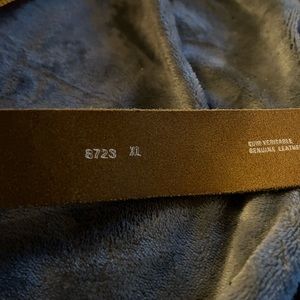 8723 XL
CUIR VERITABLE
GENUINE LEATHER